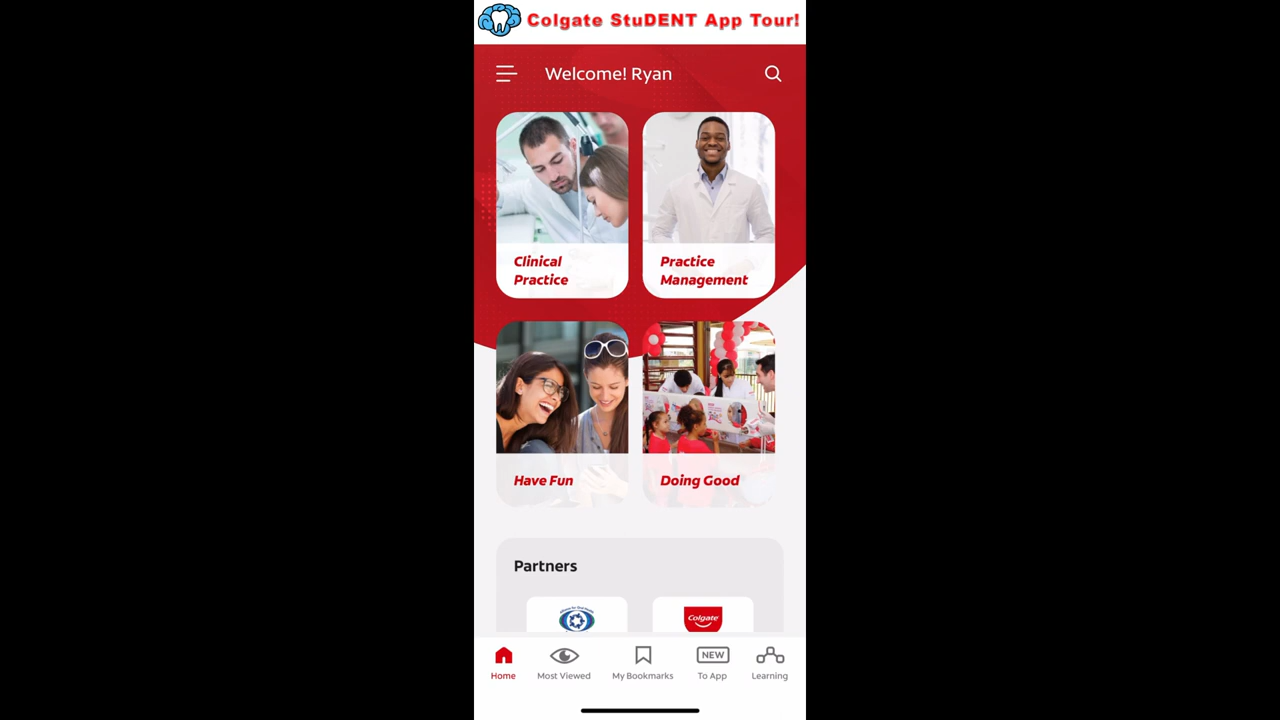 Colgate StuDENT App Tour!
Welcome! Ryan
Clinical
Practice
Practice
Management
Have Fun
Doing Good
Partners
Colgate
Home
Most Viewed
My Bookmarks
NEW
To App
Learning